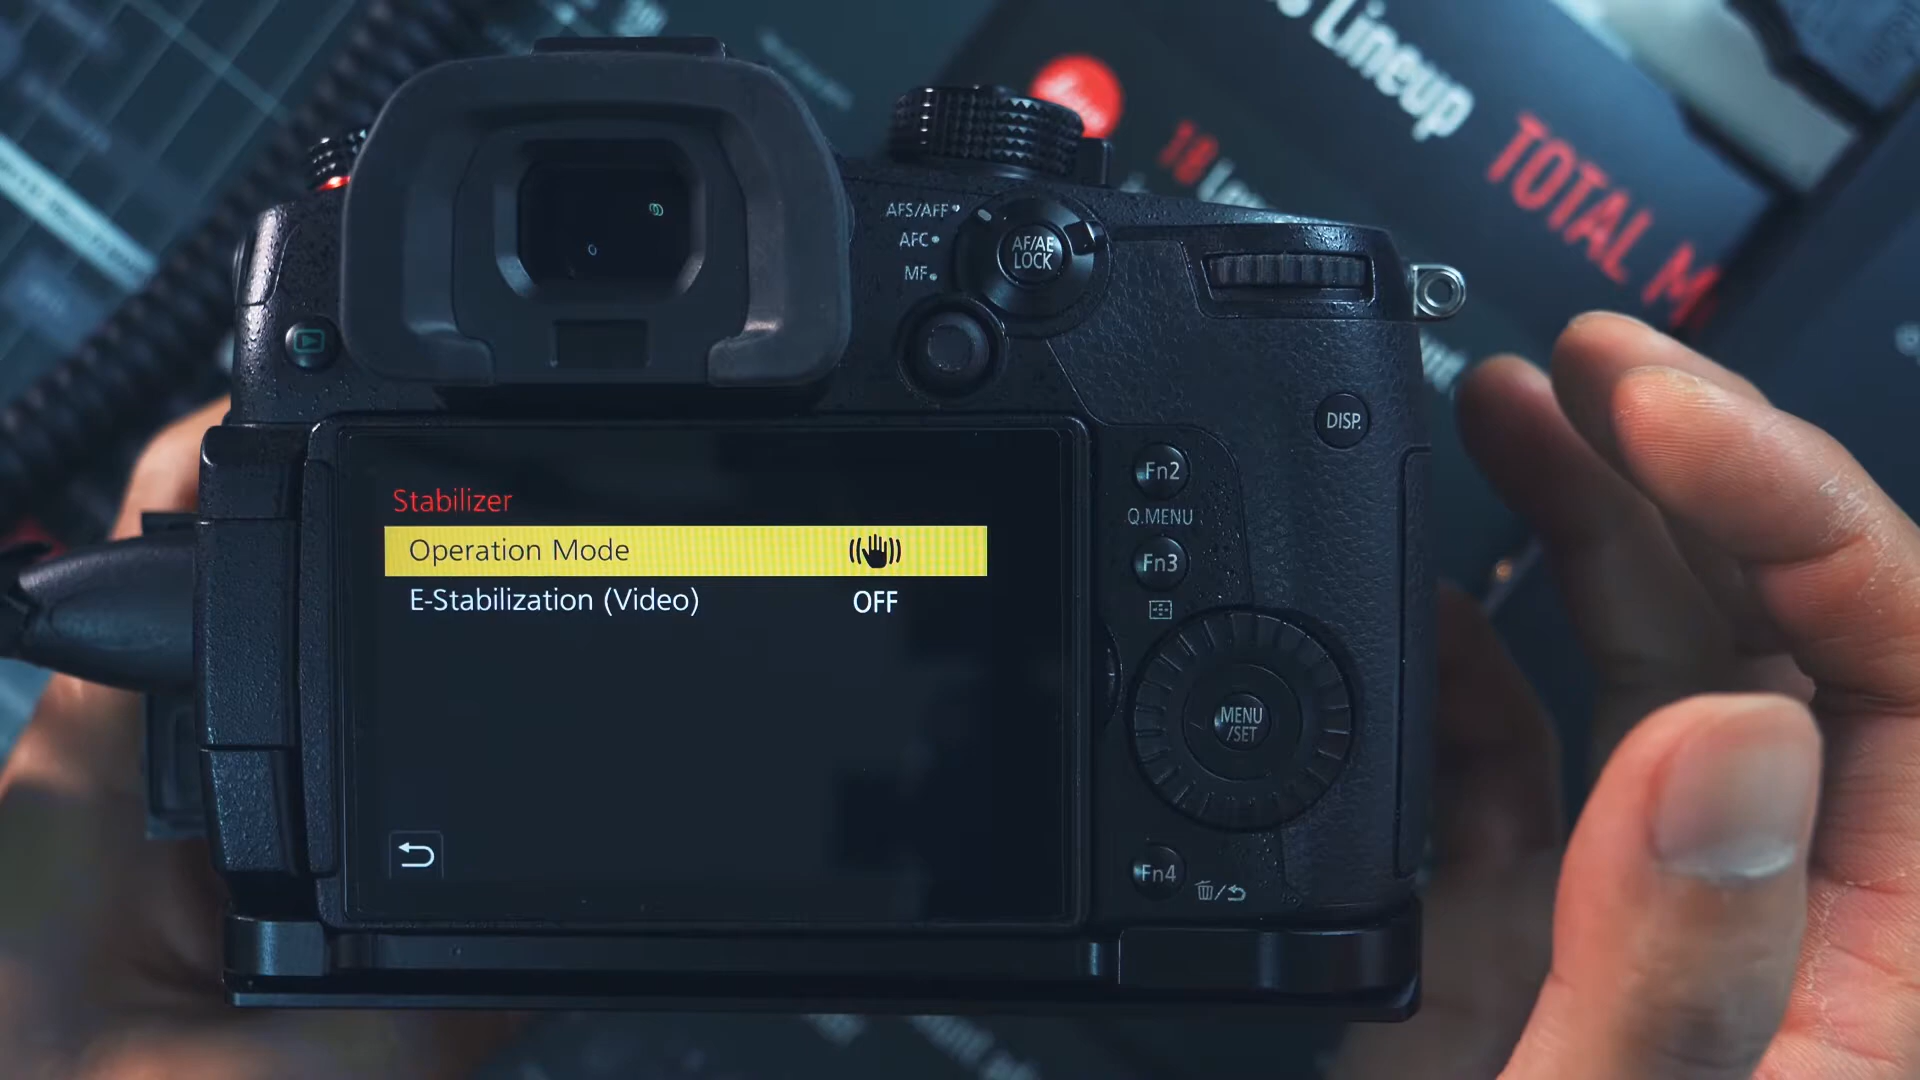 Lineup
TOTAL M
18
AFS/AFF
AFC
MF
AF/AE
LOCK
DISP.
Fn2
Q.MENU
Fn3
MENU
/SET
Fn4
Stabilizer
Operation Mode
E-Stabilization (Video) OFF